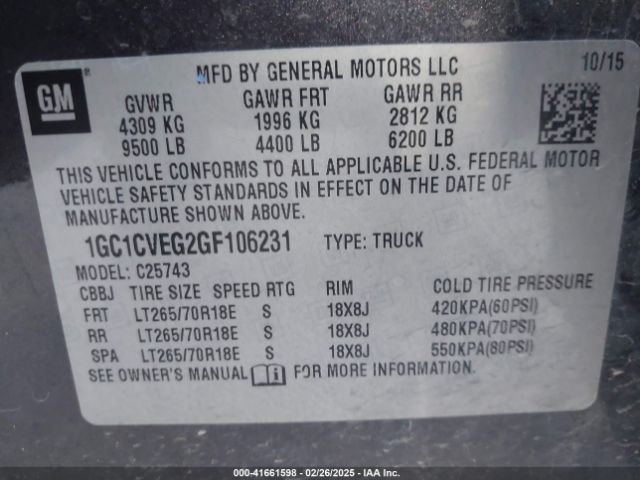 GM ® MFD BY GENERAL MOTORS LLC 10/15
GVWR GAWR FRT GAWR RR
4309 KG 1996 KG 2812 KG
9500 LB 4400 LB 6200 LB
THIS VEHICLE CONFORMS TO ALL APPLICABLE U.S. FEDERAL MOTOR
VEHICLE SAFETY STANDARDS IN EFFECT ON THE DATE OF
MANUFACTURE SHOWN ABOVE.
1GC1CVEG2GF106231 TYPE: TRUCK
MODEL: C25743
CBBJ TIRE SIZE SPEED RTG RIM COLD TIRE PRESSURE
FRT LT265/70R18E S 18X8J 420KPA(60PSI)
RR LT265/70R18E S 18X8J 480KPA(70PSI)
SPA LT265/70R18E S 18X8J 550KPA(80PSI)
SEE OWNER'S MANUAL FOR MORE INFORMATION.
000-41661598 - 02/26/2025 - IAA Inc.